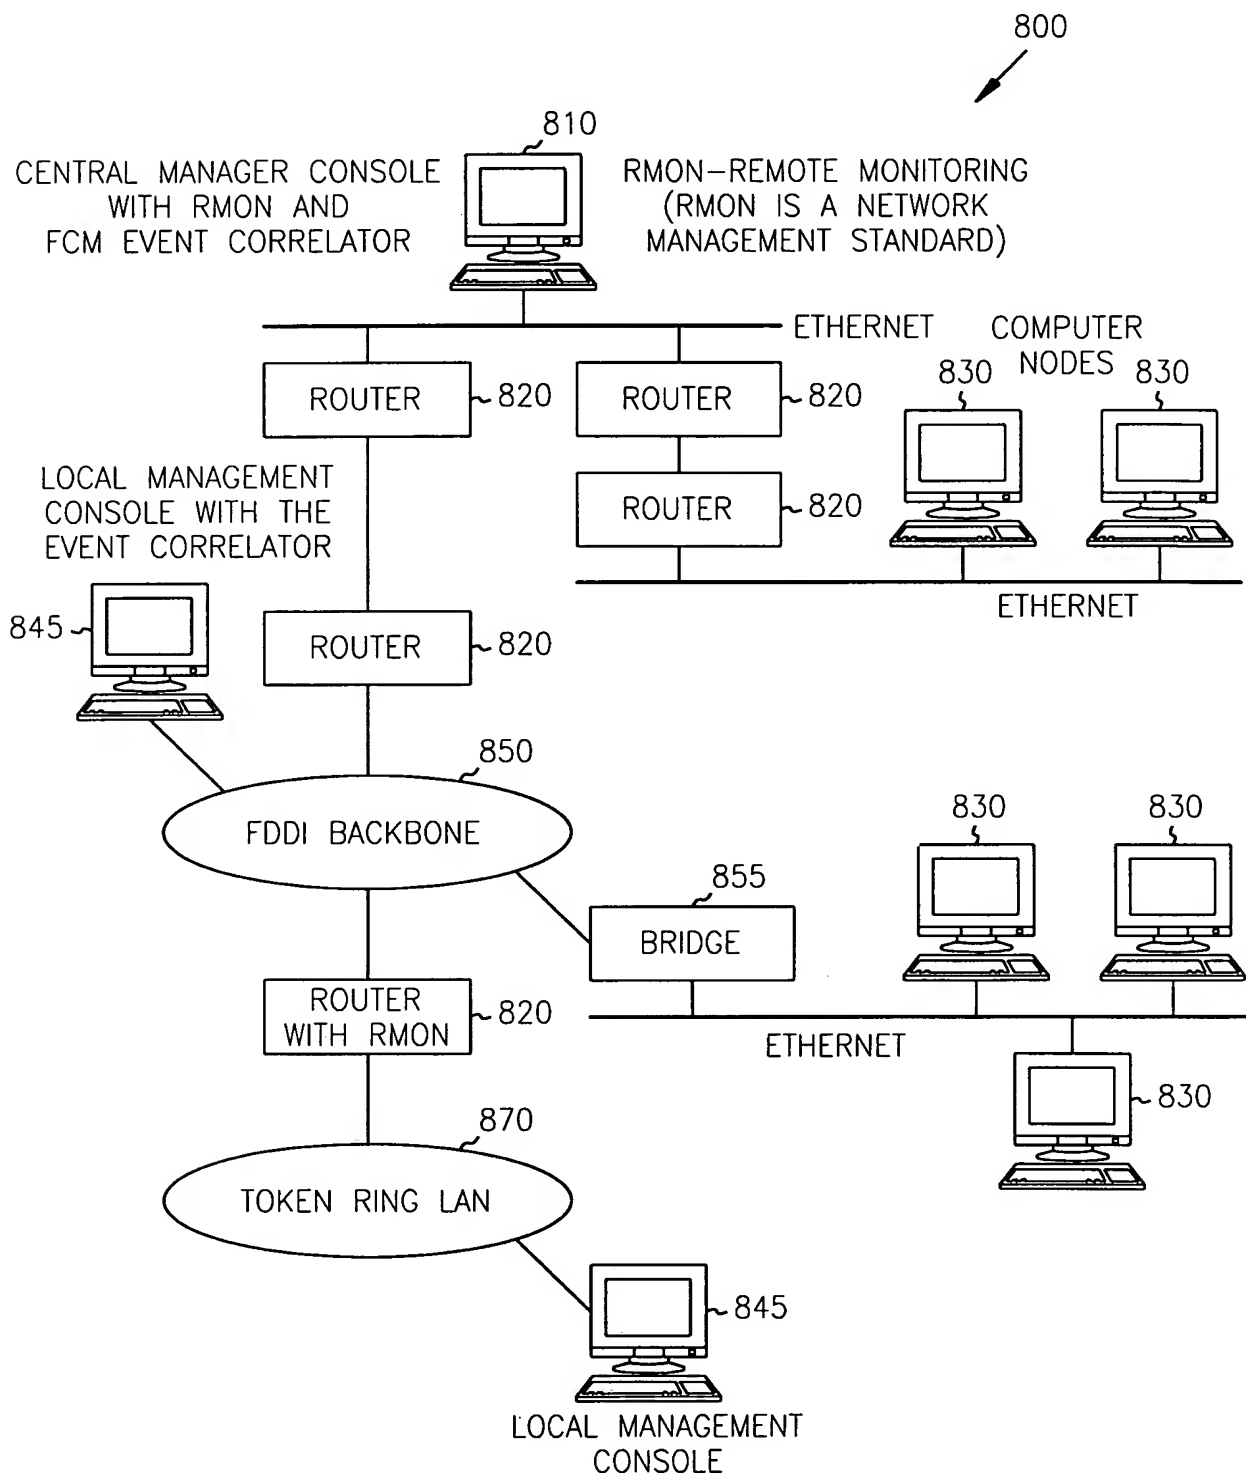 800
810
CENTRAL MANAGER CONSOLE
WITH RMON AND
FCM EVENT CORRELATOR
RMON-REMOTE MONITORING
(RMON IS A NETWORK
MANAGEMENT STANDARD)
ETHERNET
COMPUTER
NODES
ROUTER
820
ROUTER
820
830
830
LOCAL MANAGEMENT
CONSOLE WITH THE
EVENT CORRELATOR
ROUTER
820
ETHERNET
845
ROUTER
820
850
FDDI BACKBONE
830
830
855
BRIDGE
ROUTER
WITH RMON
820
ETHERNET
830
870
TOKEN RING LAN
845
LOCAL MANAGEMENT
CONSOLE